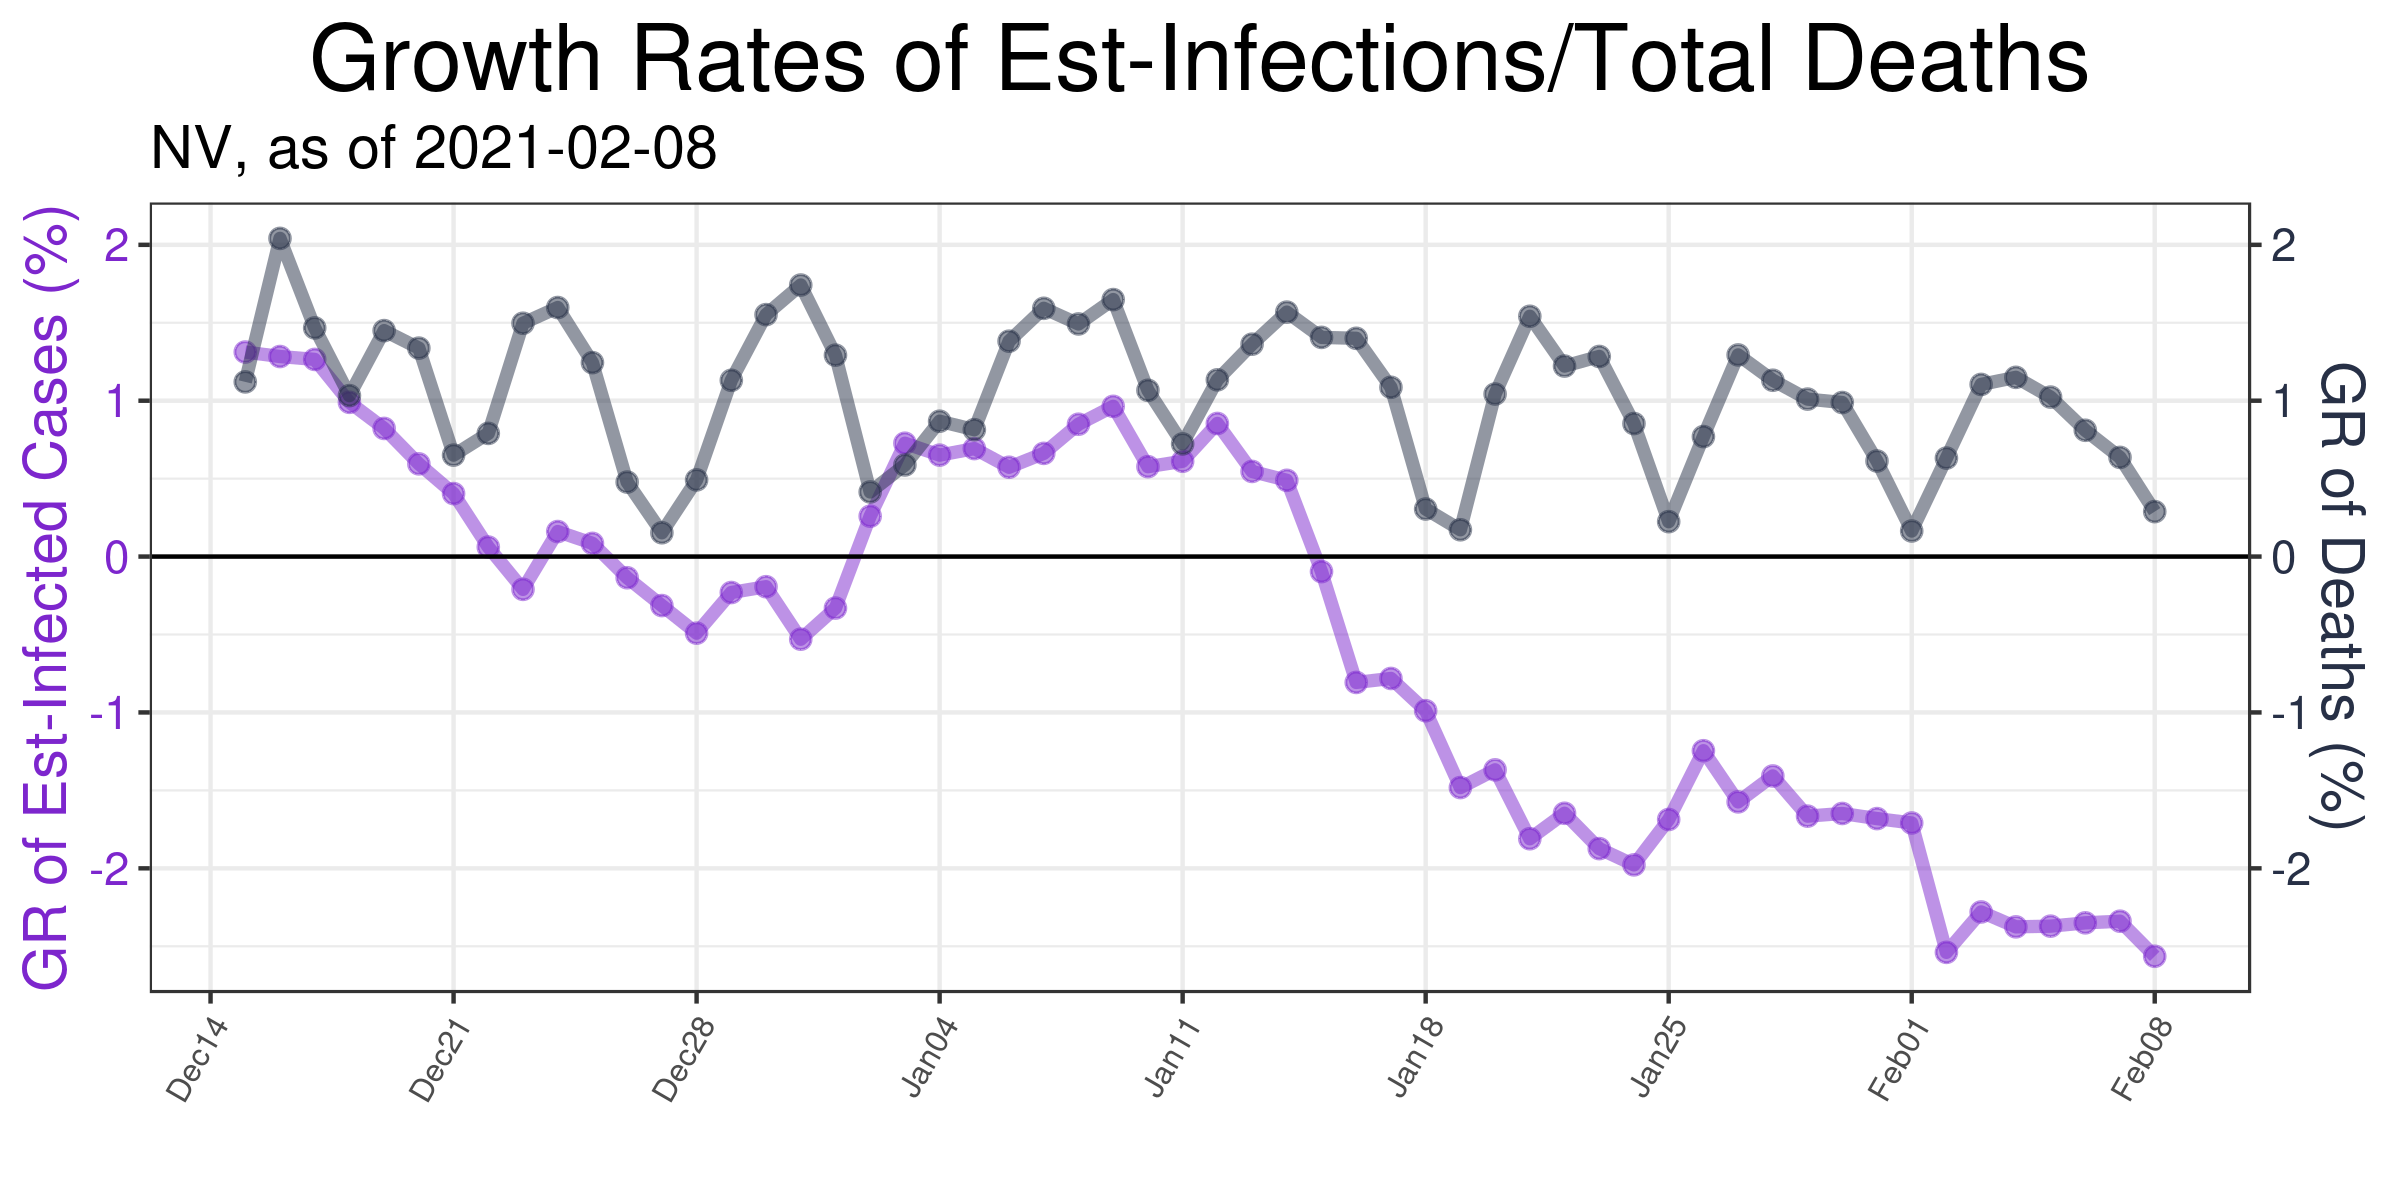 Growth Rates of Est-Infections/Total Deaths
NV, as of 2021-02-08
GR of Est-Infected Cases (%)
2
1
0
-1
-2
2
1
0
-1
-2
GR of Deaths (%)
Dec14
Dec21
Dec28
Jan04
Jan11
Jan18
Jan25
Feb01
Feb08